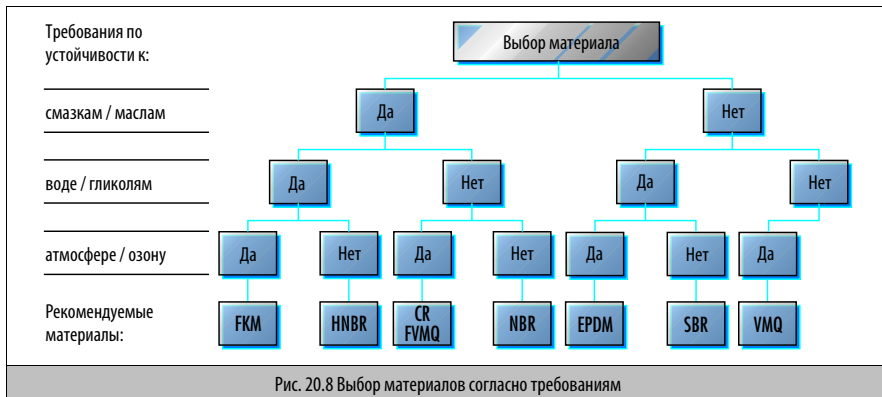 Требования по
устойчивости к:
Выбор материала
смазкам / маслам
Да
Нет
воде / гликолям
Да
Нет
Да
Нет
атмосфере / озону
Да
Нет
Да
Нет
Да
Нет
Да
Рекомендуемые
материалы:
FKM
HNBR
CR
FVMQ
NBR
EPDM
SBR
VMQ
Рис. 20.8 Выбор материалов согласно требованиям